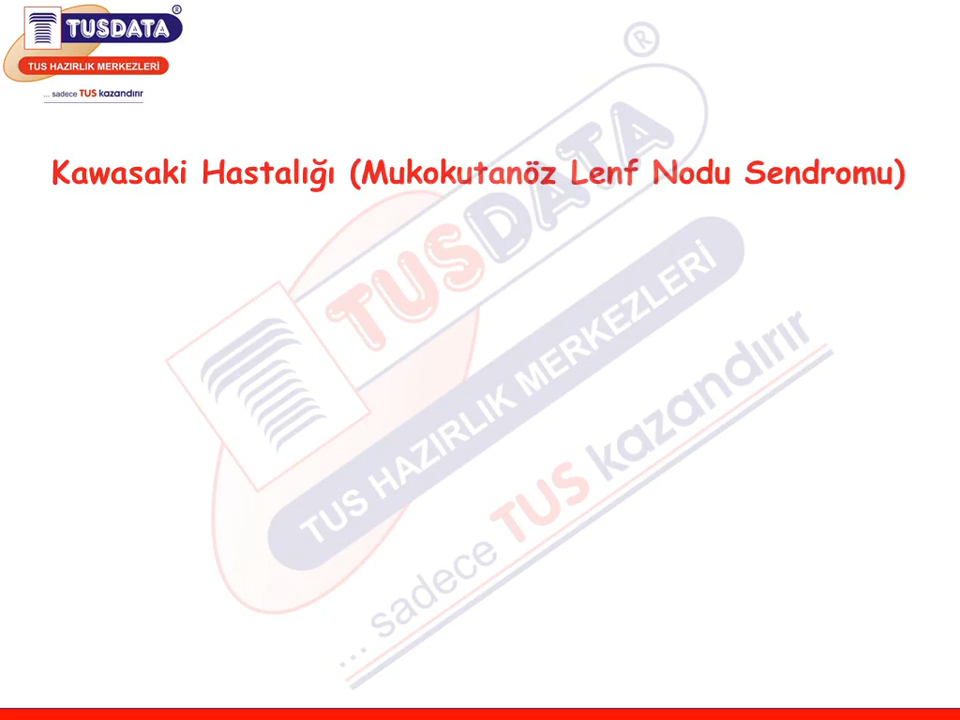 TUSDATA®
TUS HAZIRLIK MERKEZLERİ
... sadece TUS kazandırır
Kawasaki Hastalığı (Mukokutanöz Lenf Nodu Sendromu)
®
TUSDATA
TUS HAZIRLIK MERKEZLERİ
... sadece TUS kazandırır